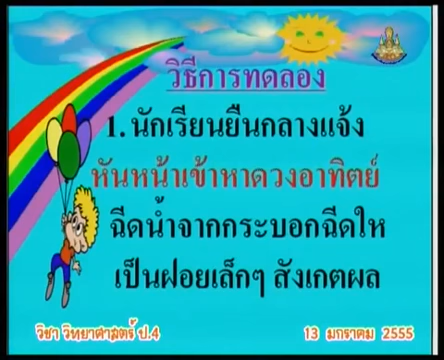 วิธีการทดลอง
1. นักเรียนยืนกลางแจ้ง
หันหน้าเข้าหาดวงอาทิตย์
ฉีดน้ำจากกระบอกฉีดให
เป็นฝอยเล็กๆ สังเกตผล
วิชา วิทยาศาสตร์ ป.4
13 มกราคม 2555